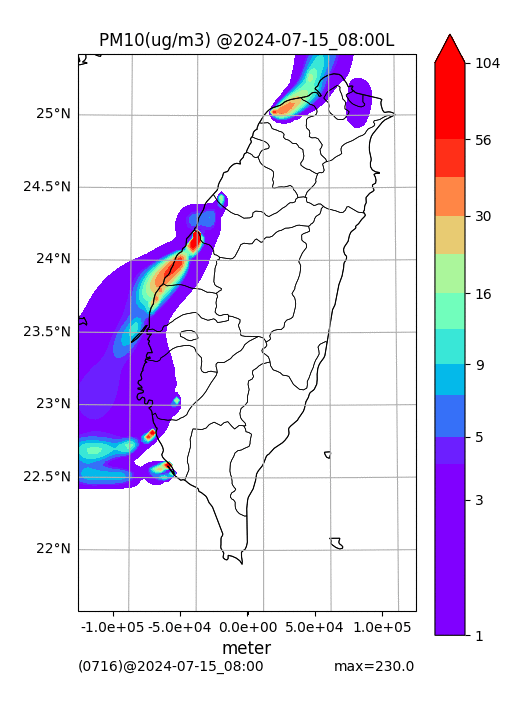 PM10(ug/m3) @2024-07-15_08:00L
104
56
30
16
9
5
3
1
25°N
24.5°N
24°N
23.5°N
23°N
22.5°N
22°N
-1.0e+05 -5.0e+04 0.0e+00 5.0e+04 1.0e+05
meter
(0716)@2024-07-15_08:00 max=230.0